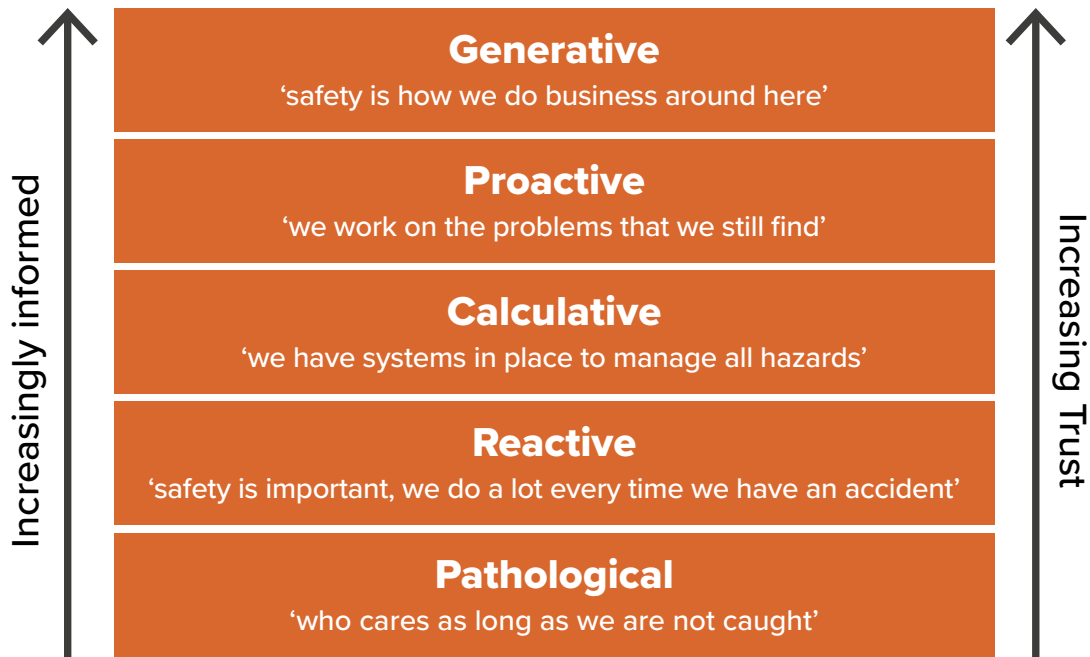 Generative
‘safety is how we do business around here’
Proactive
‘we work on the problems that we still find’
Calculative
‘we have systems in place to manage all hazards’
Reactive
‘safety is important, we do a lot every time we have an accident’
Pathological
‘who cares as long as we are not caught’
Increasingly informed
Increasing Trust